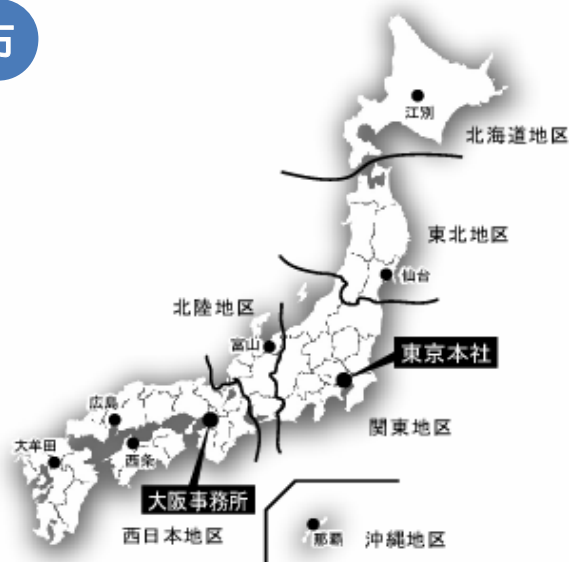 市
江別
北海道地区
東北地区
仙台
北陸地区
富山
東京本社
広島
関東地区
大牟田
西条
大阪事務所
西日本地区
那覇
沖縄地区